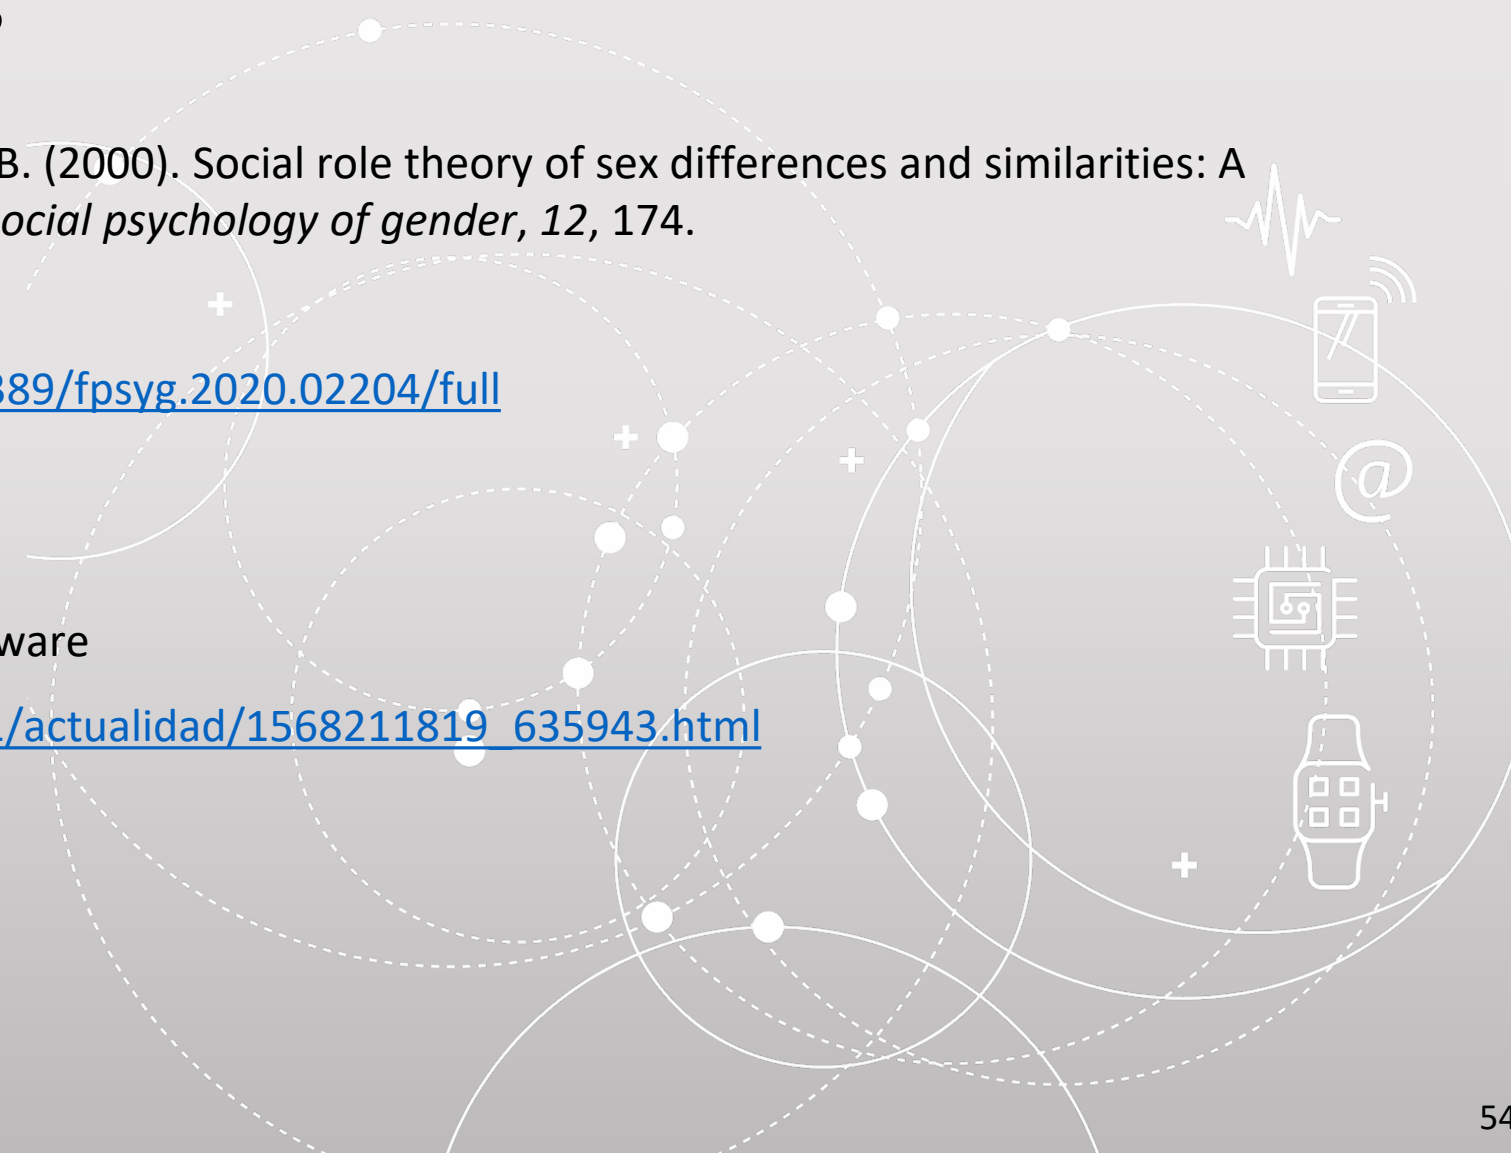 B. (2000). Social role theory of sex differences and similarities: A
ocial psychology of gender, 12, 174.
389/fpsyg.2020.02204/full
@
ware
/actualidad/1568211819_635943.html
54